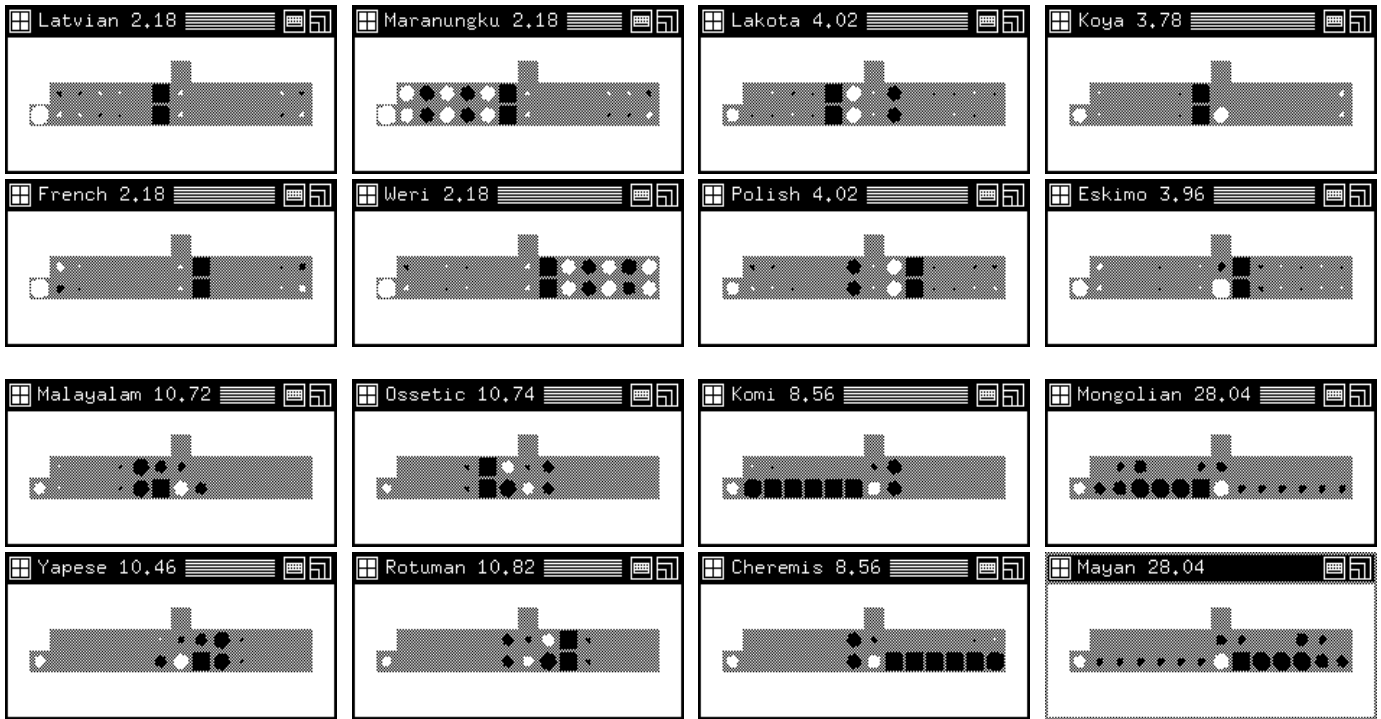 Latvian 2.18
Maranungku 2.18
Lakota 4.02
Koya 3.78
French 2.18
Weri 2.18
Polish 4.02
Eskimo 3.96
Malayalam 10.72
Ossetic 10.74
Komi 8.56
Mongolian 28.04
Yapese 10.46
Rotuman 10.82
Cheremis 8.56
Mayan 28.04